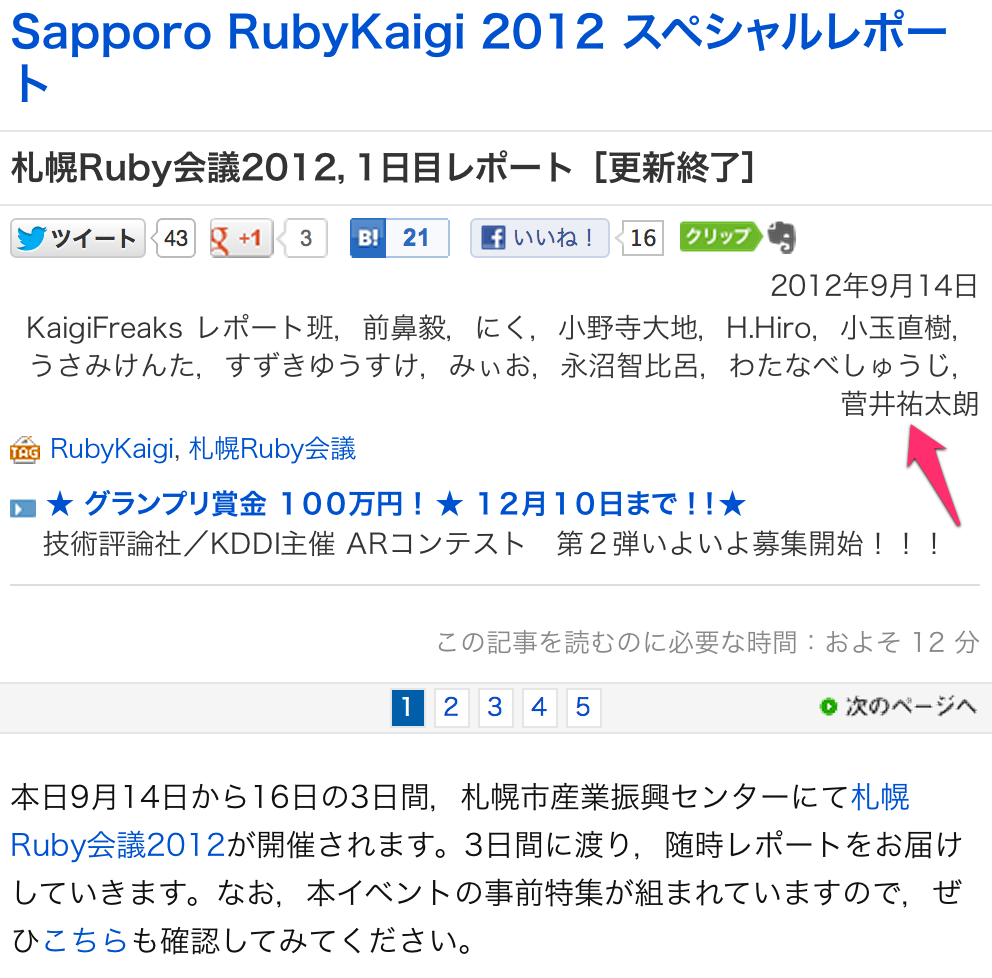 Sapporo RubyKaigi 2012 スペシャルレポー
ト
札幌Ruby会議2012, 1日目レポート［更新終了］
ツイート 43 g +1 3 B! 21 f いいね！ 16 クリップ
2012年9月14日
KaigiFreaks レポート班，前鼻毅，にく，小野寺大地，H.Hiro，小玉直樹，
うさみけんた，すずきゆうすけ，みぃお，永沼智比呂，わたなべしゅうじ，
菅井祐太朗
TAG RubyKaigi, 札幌Ruby会議
★ グランプリ賞金 １００万円！ ★ １２月１０日まで！！★
技術評論社／KDDI主催 ARコンテスト　第２弾いよいよ募集開始！！！
この記事を読むのに必要な時間：およそ 12 分
1 2 3 4 5 次のページへ
本日9月14日から16日の3日間，札幌市産業振興センターにて札幌
Ruby会議2012が開催されます。3日間に渡り，随時レポートをお届け
していきます。なお，本イベントの事前特集が組まれていますので，ぜ
ひこちらも確認してみてください。